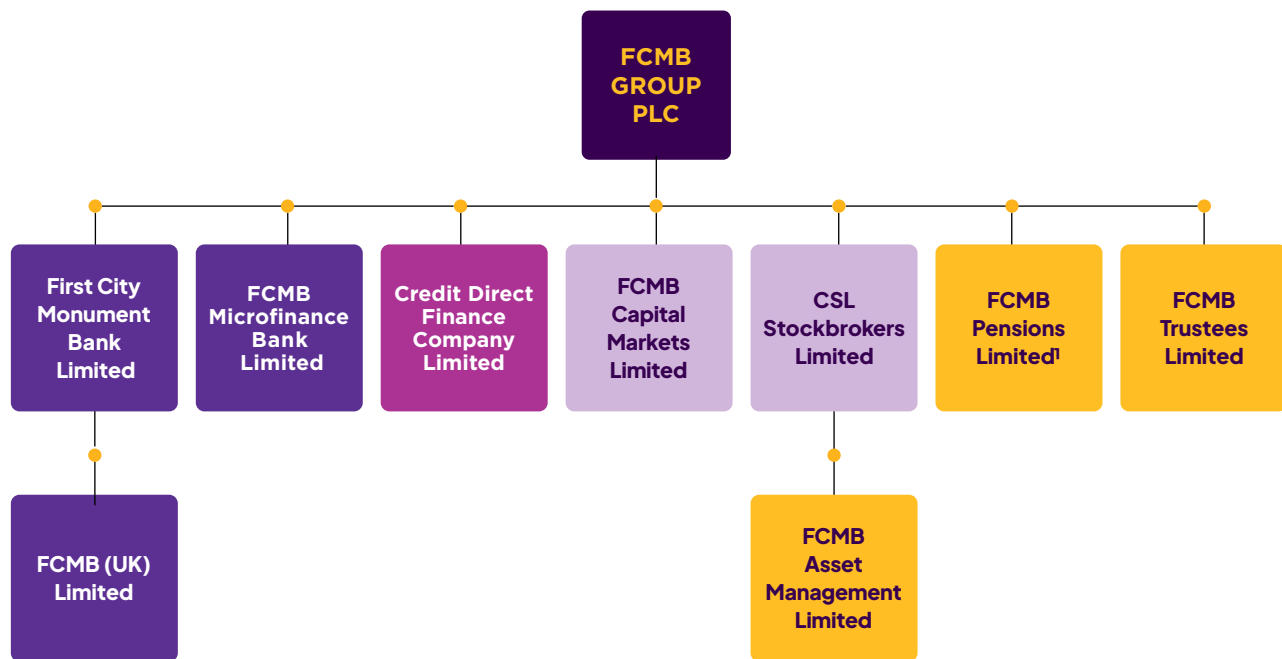 FCMB
GROUP
PLC
First City
Monument
Bank
Limited
FCMB
Microfinance
Bank
Limited
Credit Direct
Finance
Company
Limited
FCMB
Capital
Markets
Limited
CSL
Stockbrokers
Limited
FCMB
Pensions
Limited¹
FCMB
Trustees
Limited
FCMB (UK)
Limited
FCMB
Asset
Management
Limited